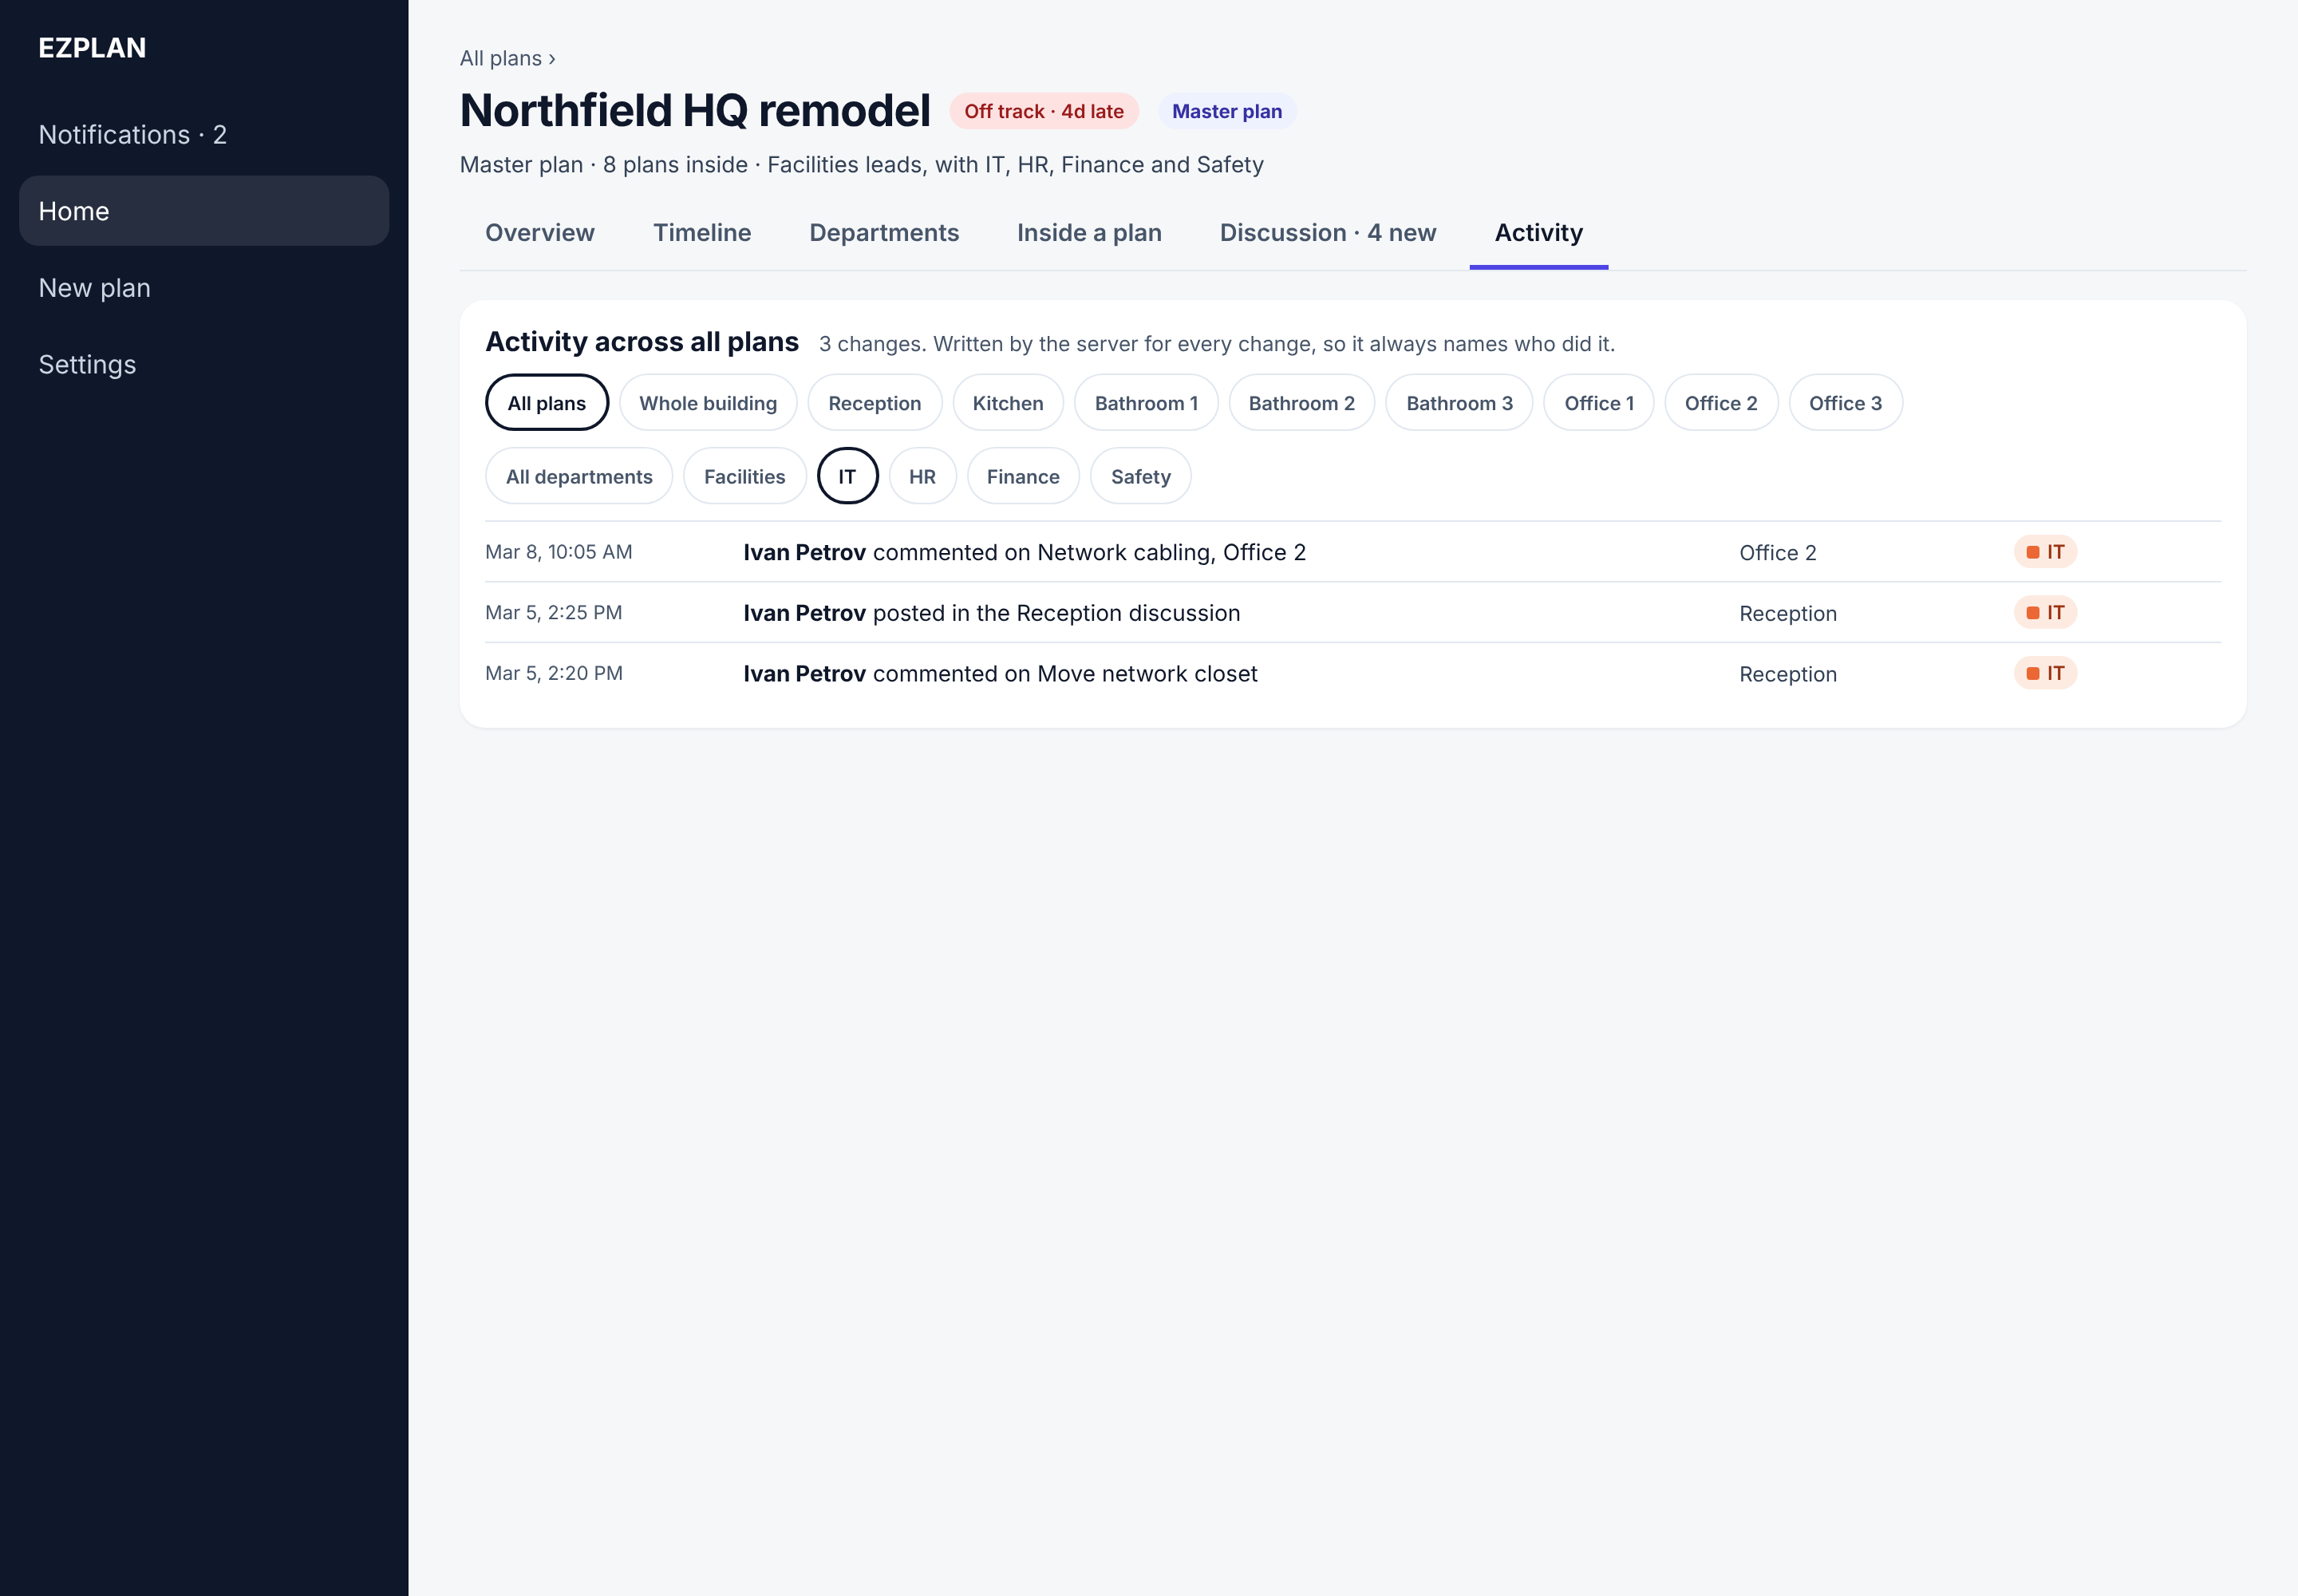 EZPLAN
Notifications · 2
Home
New plan
Settings
All plans ›
Northfield HQ remodel Off track · 4d late Master plan
Master plan · 8 plans inside · Facilities leads, with IT, HR, Finance and Safety
Overview Timeline Departments Inside a plan Discussion · 4 new Activity
Activity across all plans 3 changes. Written by the server for every change, so it always names who did it.
All plans Whole building Reception Kitchen Bathroom 1 Bathroom 2 Bathroom 3 Office 1 Office 2 Office 3
All departments Facilities IT HR Finance Safety
Mar 8, 10:05 AM Ivan Petrov commented on Network cabling, Office 2 Office 2 IT
Mar 5, 2:25 PM Ivan Petrov posted in the Reception discussion Reception IT
Mar 5, 2:20 PM Ivan Petrov commented on Move network closet Reception IT